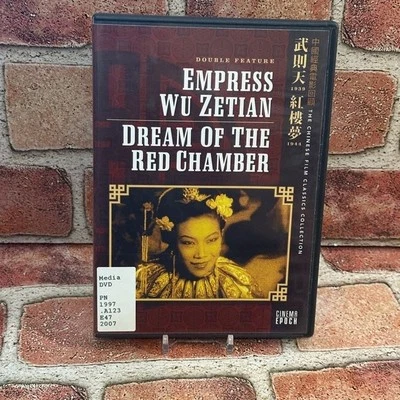 DOUBLE FEATURE
EMPRESS
WU ZETIAN
DREAM OF THE
RED CHAMBER
中國經典電影回顧
THE CHINESE FILM CLASSICS COLLECTION
武則天
1939
紅樓夢
1944
Media
DVD
PN
1997
.A123
E47
2007
CINEMA
EPOCH